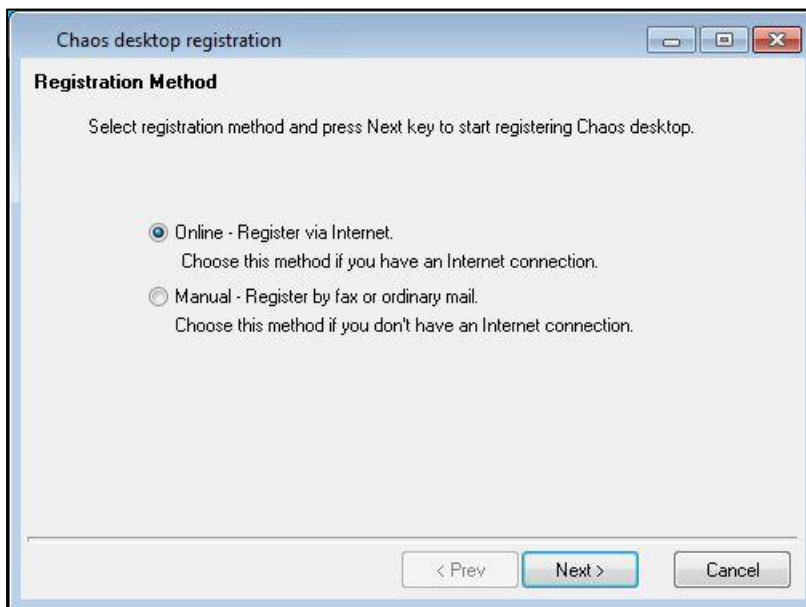 Chaos desktop registration
Registration Method
Select registration method and press Next key to start registering Chaos desktop.
Online - Register via Internet.
Choose this method if you have an Internet connection.
Manual - Register by fax or ordinary mail.
Choose this method if you don't have an Internet connection.
< Prev Next > Cancel